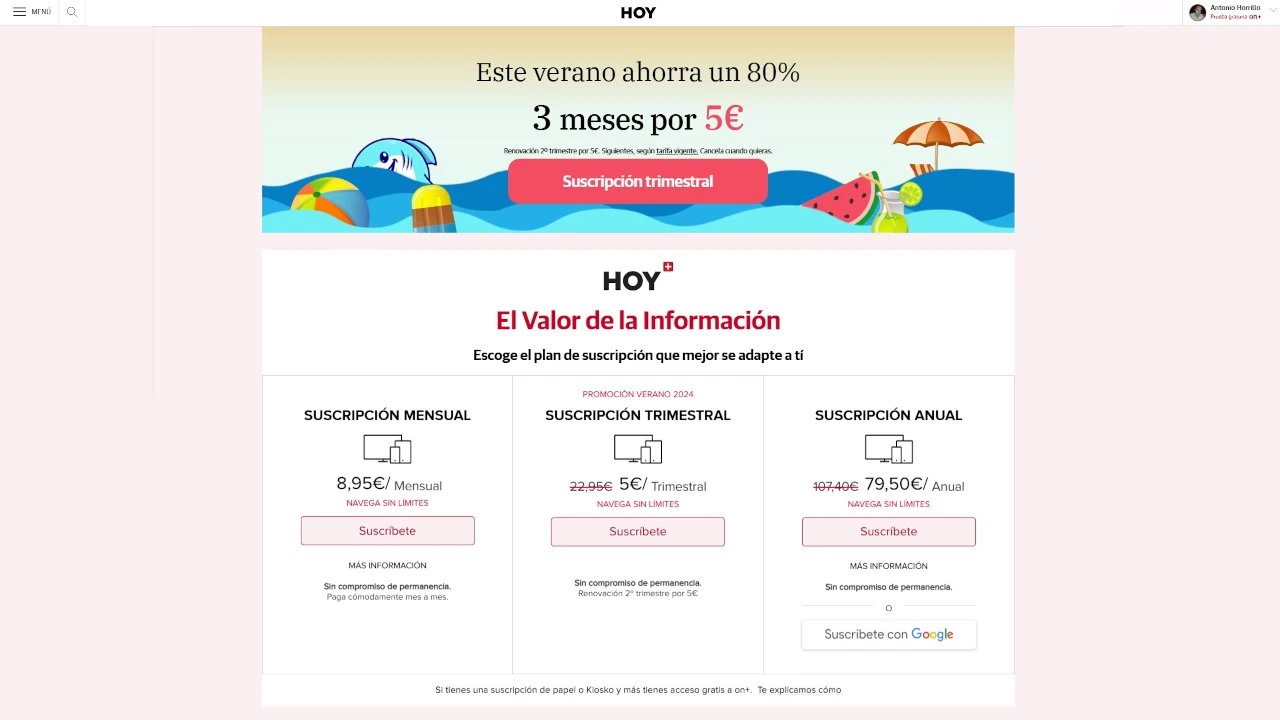 MENÚ
HOY
Antonio Horrillo
Prueba gratuita on+
Este verano ahorra un 80%
3 meses por 5€
Renovación 2º trimestre por 5€. Siguientes, según tarifa vigente. Cancela cuando quieras.
Suscripción trimestral
HOY+
El Valor de la Información
Escoge el plan de suscripción que mejor se adapte a tí
SUSCRIPCIÓN MENSUAL
8,95€/ Mensual
NAVEGA SIN LÍMITES
Suscríbete
MÁS INFORMACIÓN
Sin compromiso de permanencia.
Paga cómodamente mes a mes.
PROMOCIÓN VERANO 2024
SUSCRIPCIÓN TRIMESTRAL
22,95€ 5€/ Trimestral
NAVEGA SIN LÍMITES
Suscríbete
Sin compromiso de permanencia.
Renovación 2º trimestre por 5€
SUSCRIPCIÓN ANUAL
107,40€ 79,50€/ Anual
NAVEGA SIN LÍMITES
Suscríbete
MÁS INFORMACIÓN
Sin compromiso de permanencia.
O
Suscríbete con Google
Si tienes una suscripción de papel o Kiosko y más tienes acceso gratis a on+. Te explicamos cómo